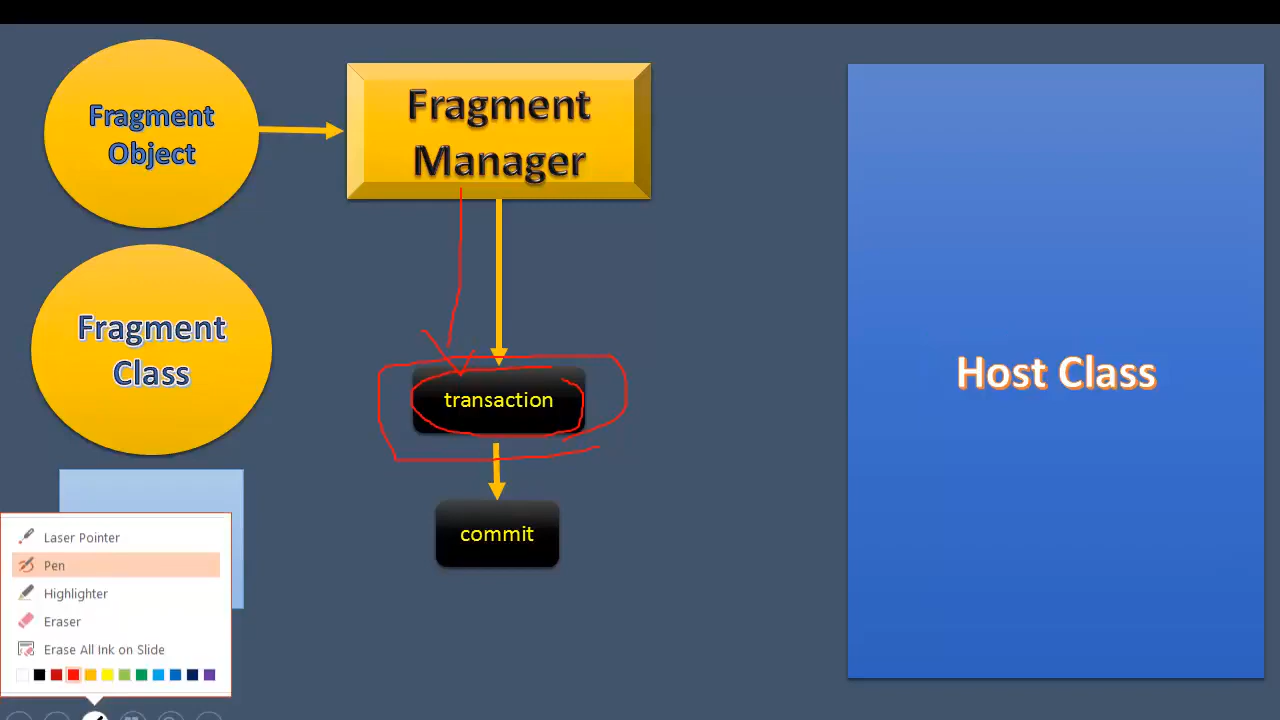 Fragment
Object
Fragment
Manager
Fragment
Class
transaction
commit
Host Class
Laser Pointer
Pen
Highlighter
Eraser
Erase All Ink on Slide